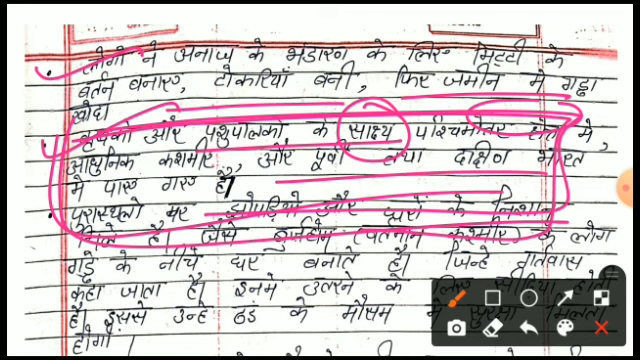 लोगो ने अनाज के भंडारण के लिए मिट्टी के
बर्तन बनाए, टोकरियाँ बनी, फिर जमीन मे गड्ढा
खोदा
कृषको और पशुपालको के साक्ष्य पश्चिमोतर क्षेत्र मे,
आधुनिक कश्मीर, और पूर्वी तथा दक्षिण भारत
मे पाए गए है।
पुरास्थलो पर झोपड़ियो और घरो के निशान
मिले है। जैसे बुर्जहोम (वर्तमान कश्मीर) के लोग
गड्ढे के नीचे घर बनाते है। जिन्हे गर्तवास
कहा जाता है। इनमे उतरने के लिए सीढ़िया होती
है। इससे उन्हे ठंड के मौसम मे सुरक्षा मिलती
होगी।